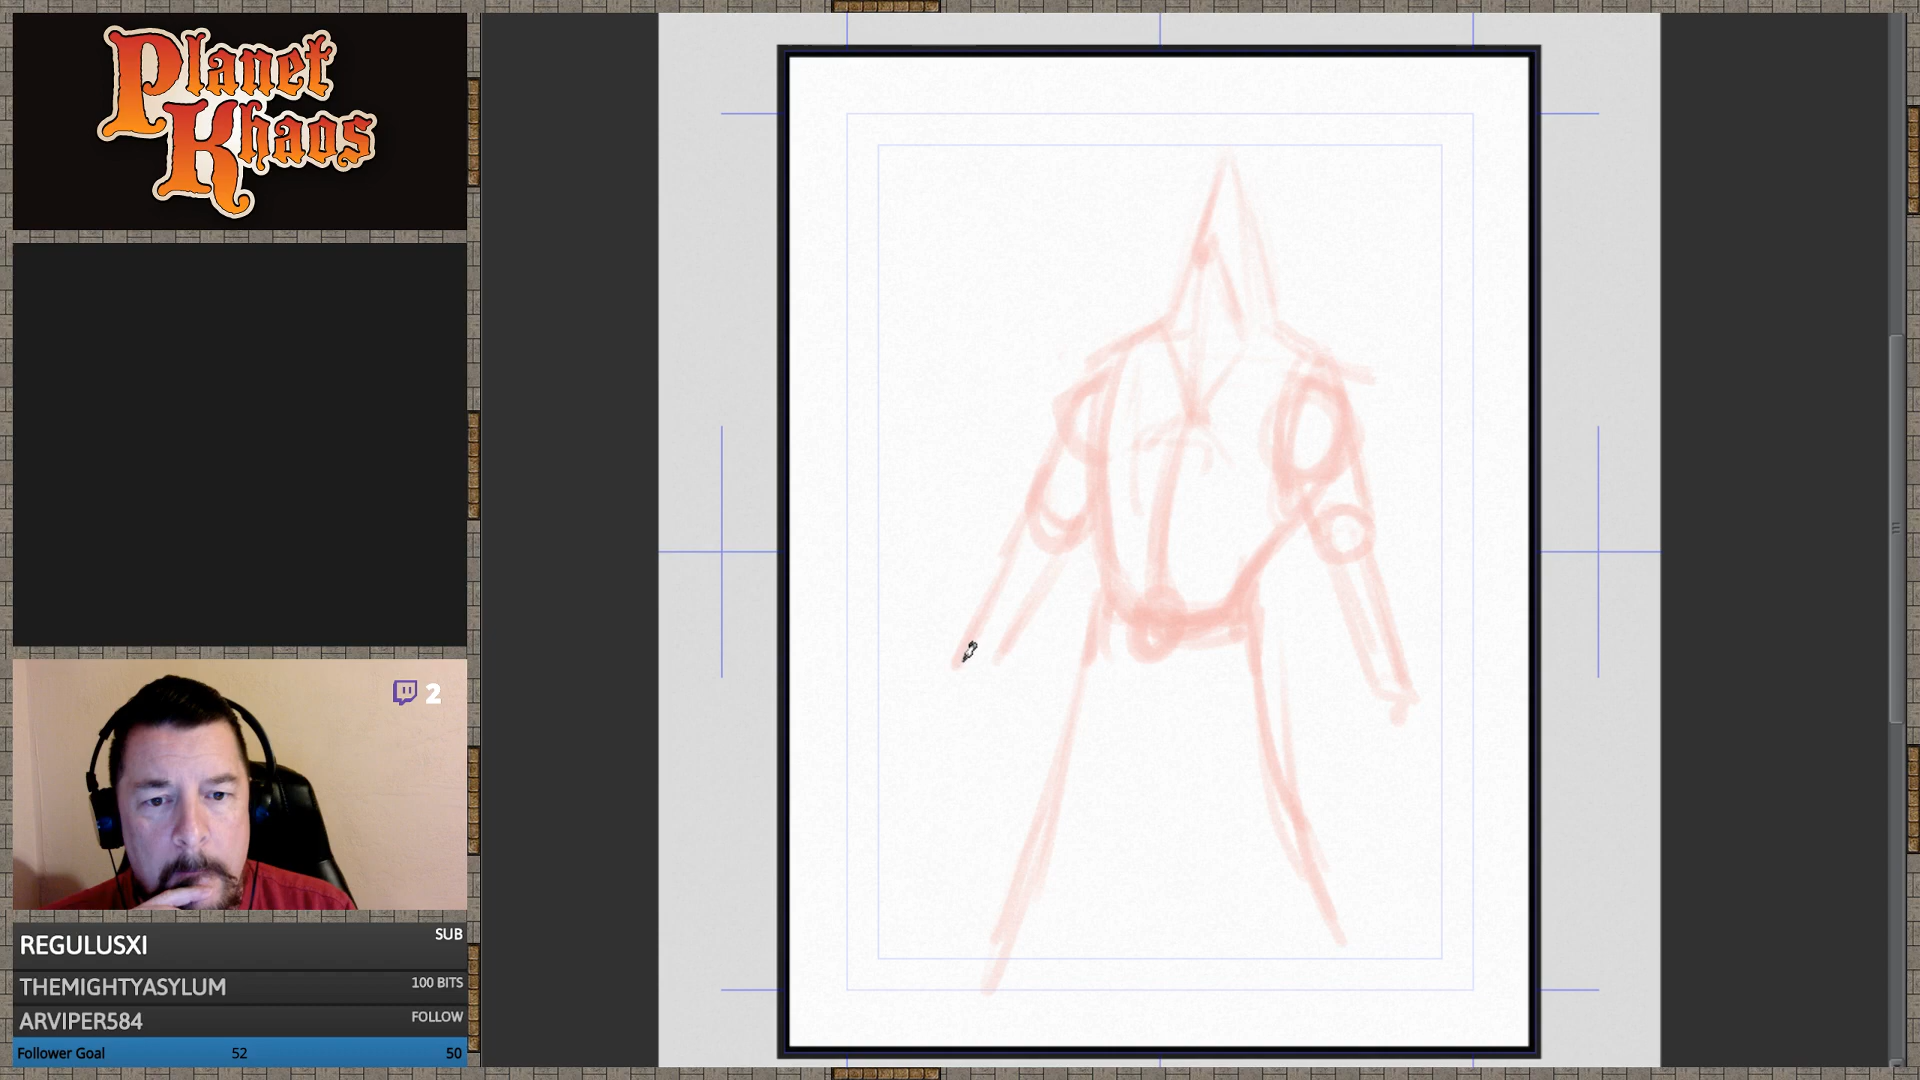 Planet
Khaos
2
REGULUSXI SUB
THEMIGHTYASYLUM 100 BITS
ARVIPER584 FOLLOW
Follower Goal 52 50